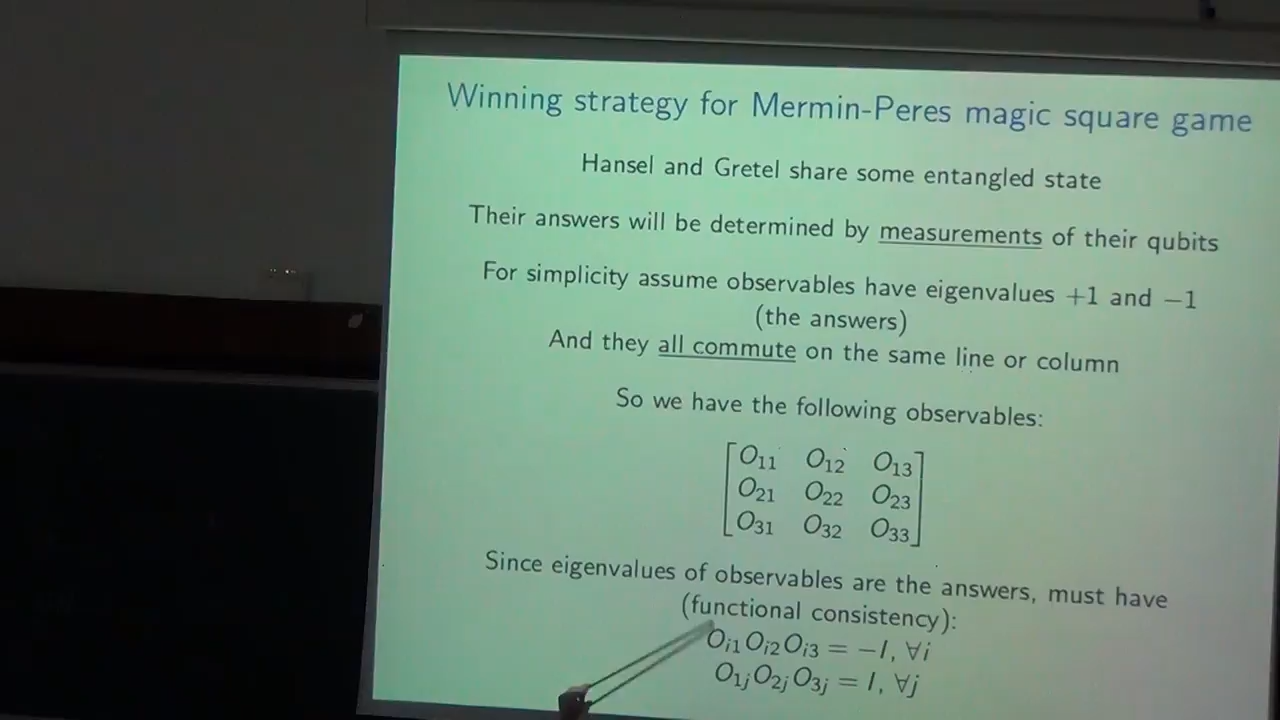 Winning strategy for Mermin-Peres magic square game
Hansel and Gretel share some entangled state
Their answers will be determined by measurements of their qubits
For simplicity assume observables have eigenvalues +1 and −1
(the answers)
And they all commute on the same line or column
So we have the following observables:
O₁₁ O₁₂ O₁₃
O₂₁ O₂₂ O₂₃
O₃₁ O₃₂ O₃₃
Since eigenvalues of observables are the answers, must have
(functional consistency):
Oᵢ₁Oᵢ₂Oᵢ₃ = −I, ∀i
O₁ⱼO₂ⱼO₃ⱼ = I, ∀j